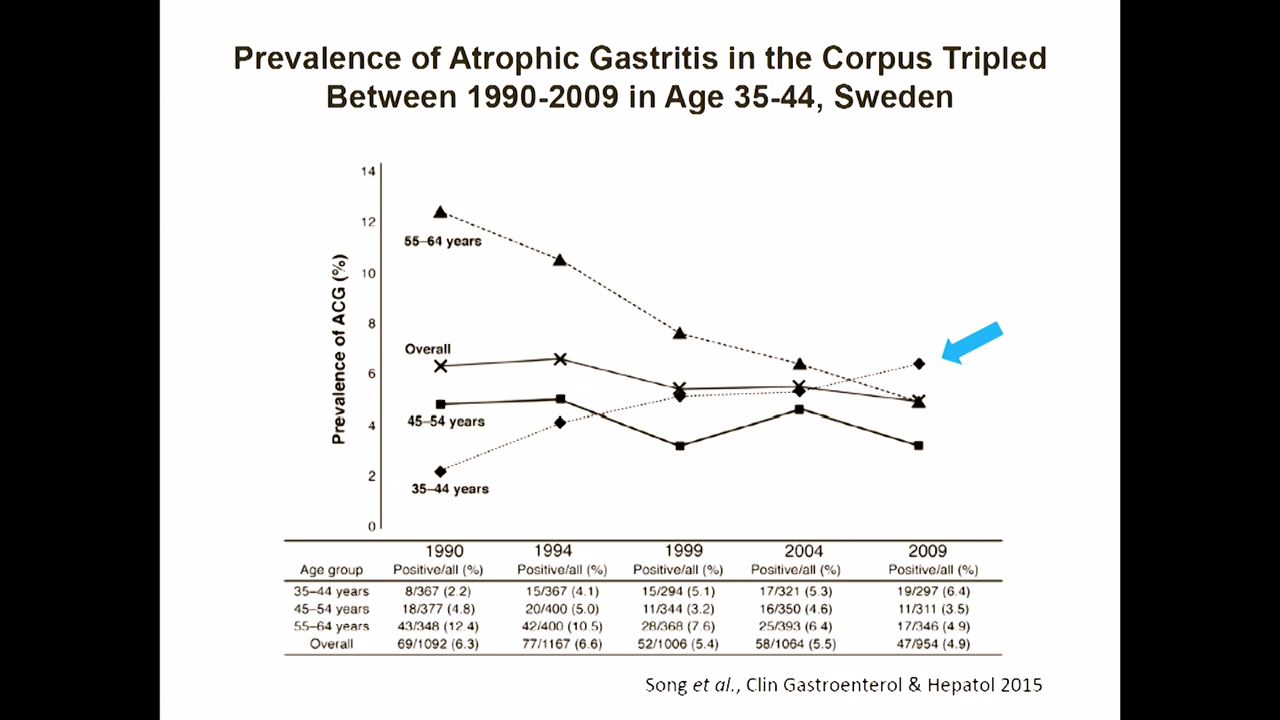 Prevalence of Atrophic Gastritis in the Corpus Tripled
Between 1990-2009 in Age 35-44, Sweden
Prevalence of ACG (%)
14
12
10
8
6
4
2
0
55–64 years
Overall
45–54 years
35–44 years
1990 1994 1999 2004 2009
Age group Positive/all (%) Positive/all (%) Positive/all (%) Positive/all (%) Positive/all (%)
35–44 years 8/367 (2.2) 15/367 (4.1) 15/294 (5.1) 17/321 (5.3) 19/297 (6.4)
45–54 years 18/377 (4.8) 20/400 (5.0) 11/344 (3.2) 16/350 (4.6) 11/311 (3.5)
55–64 years 43/348 (12.4) 42/400 (10.5) 28/368 (7.6) 25/393 (6.4) 17/346 (4.9)
Overall 69/1092 (6.3) 77/1167 (6.6) 52/1006 (5.4) 58/1064 (5.5) 47/954 (4.9)
Song et al., Clin Gastroenterol & Hepatol 2015